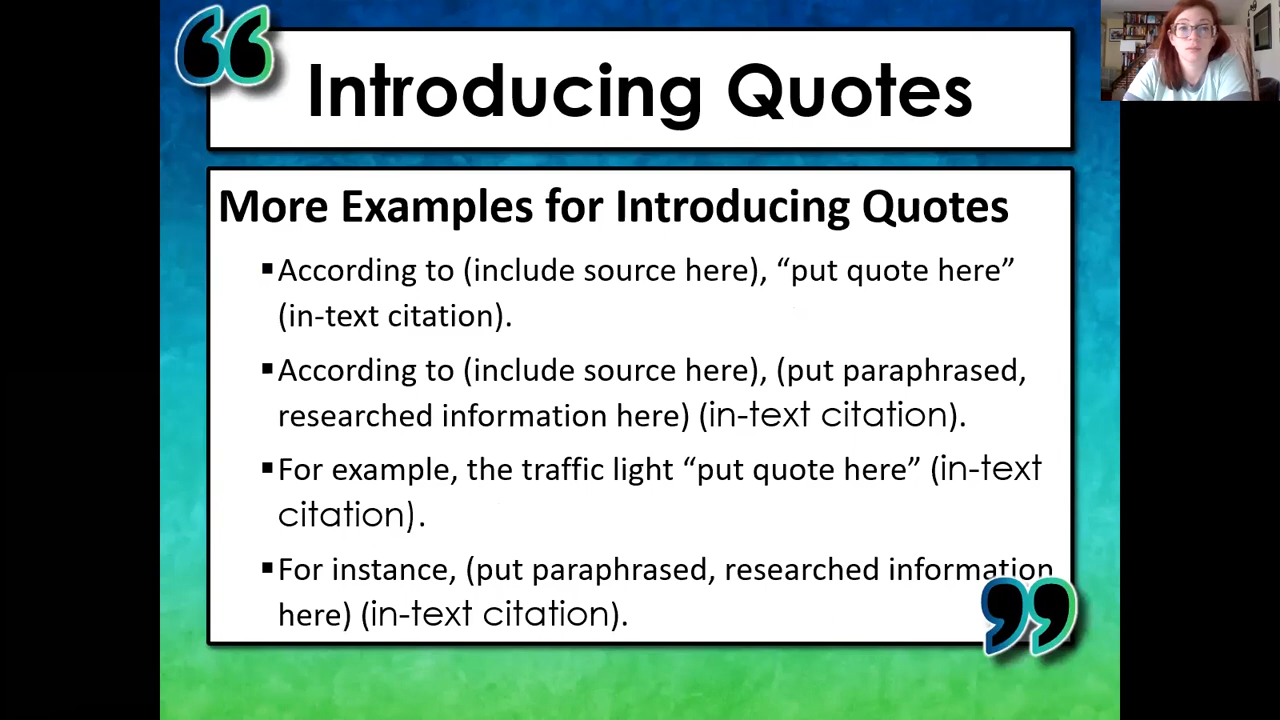 Introducing Quotes
More Examples for Introducing Quotes
▪According to (include source here), “put quote here”
(in-text citation).
▪According to (include source here), (put paraphrased,
researched information here) (in-text citation).
▪For example, the traffic light “put quote here” (in-text
citation).
▪For instance, (put paraphrased, researched information
here) (in-text citation).